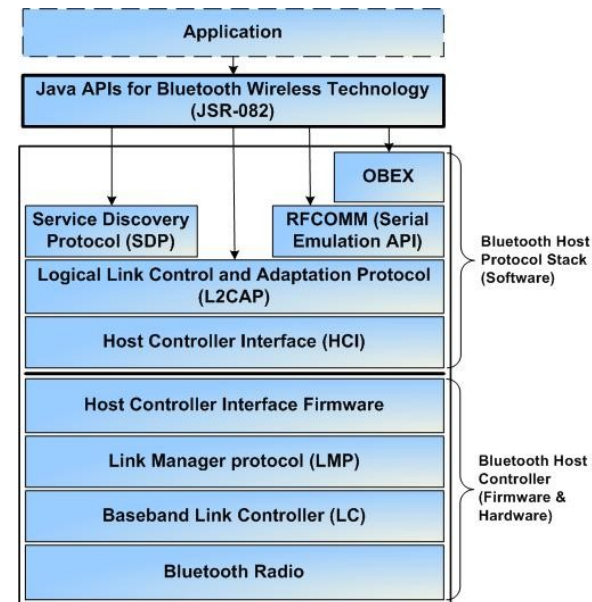 Application
Java APIs for Bluetooth Wireless Technology
(JSR-082)
OBEX
Service Discovery
Protocol (SDP)
RFCOMM (Serial
Emulation API)
Logical Link Control and Adaptation Protocol
(L2CAP)
Host Controller Interface (HCI)
Bluetooth Host
Protocol Stack
(Software)
Host Controller Interface Firmware
Link Manager protocol (LMP)
Baseband Link Controller (LC)
Bluetooth Radio
Bluetooth Host
Controller
(Firmware &
Hardware)